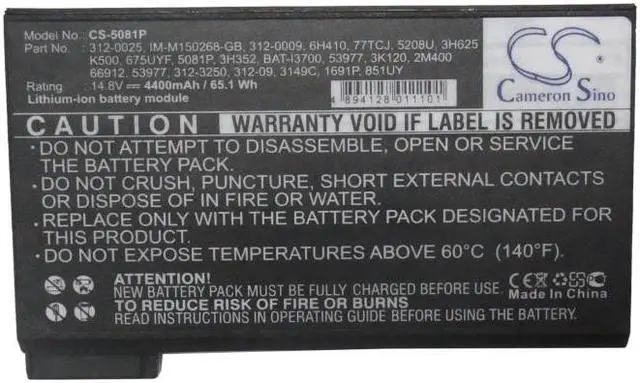 Model No.: CS-5081P
Part No : 312-0025, IM-M150268-GB, 312-0009, 6H410, 77TCJ, 5208U, 3H625
K500, 675UYF, 5081P, 3H352, BAT-I3700, 53977, 3K120, 2M400
66912, 53977, 312-3250, 312-09, 3149C, 1691P, 851UY
Rating : 14.8V 4400mAh / 65.1 Wh
Lithium-ion battery module
4 894128 011101
Cameron Sino
CAUTION WARRANTY VOID IF LABEL IS REMOVED
• DO NOT ATTEMPT TO DISASSEMBLE, OPEN OR SERVICE
THE BATTERY PACK.
• DO NOT CRUSH, PUNCTURE, SHORT EXTERNAL CONTACTS
OR DISPOSE OF IN FIRE OR WATER.
• REPLACE ONLY WITH THE BATTERY PACK DESIGNATED FOR
THIS PRODUCT.
• DO NOT EXPOSE TEMPERATURES ABOVE 60°C (140°F).
ATTENTION:
NEW BATTERY PACK MUST BE FULLY CHARGED BEFORE USE.
TO REDUCE RISK OF FIRE OR BURNS
READ INSTRUCTIONS IN OPERATING GUIDE BEFORE USING BATTERY.
CE
Made In China